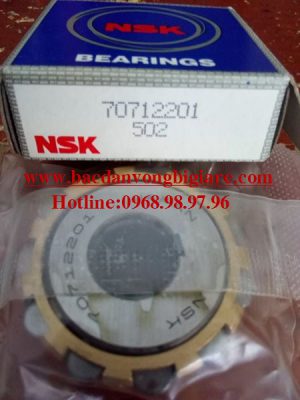 NSK
BEARINGS
70712201
502
NSK
www.bacdanvongbigiare.com
Hotline:0968.98.97.96
70712201
NSK